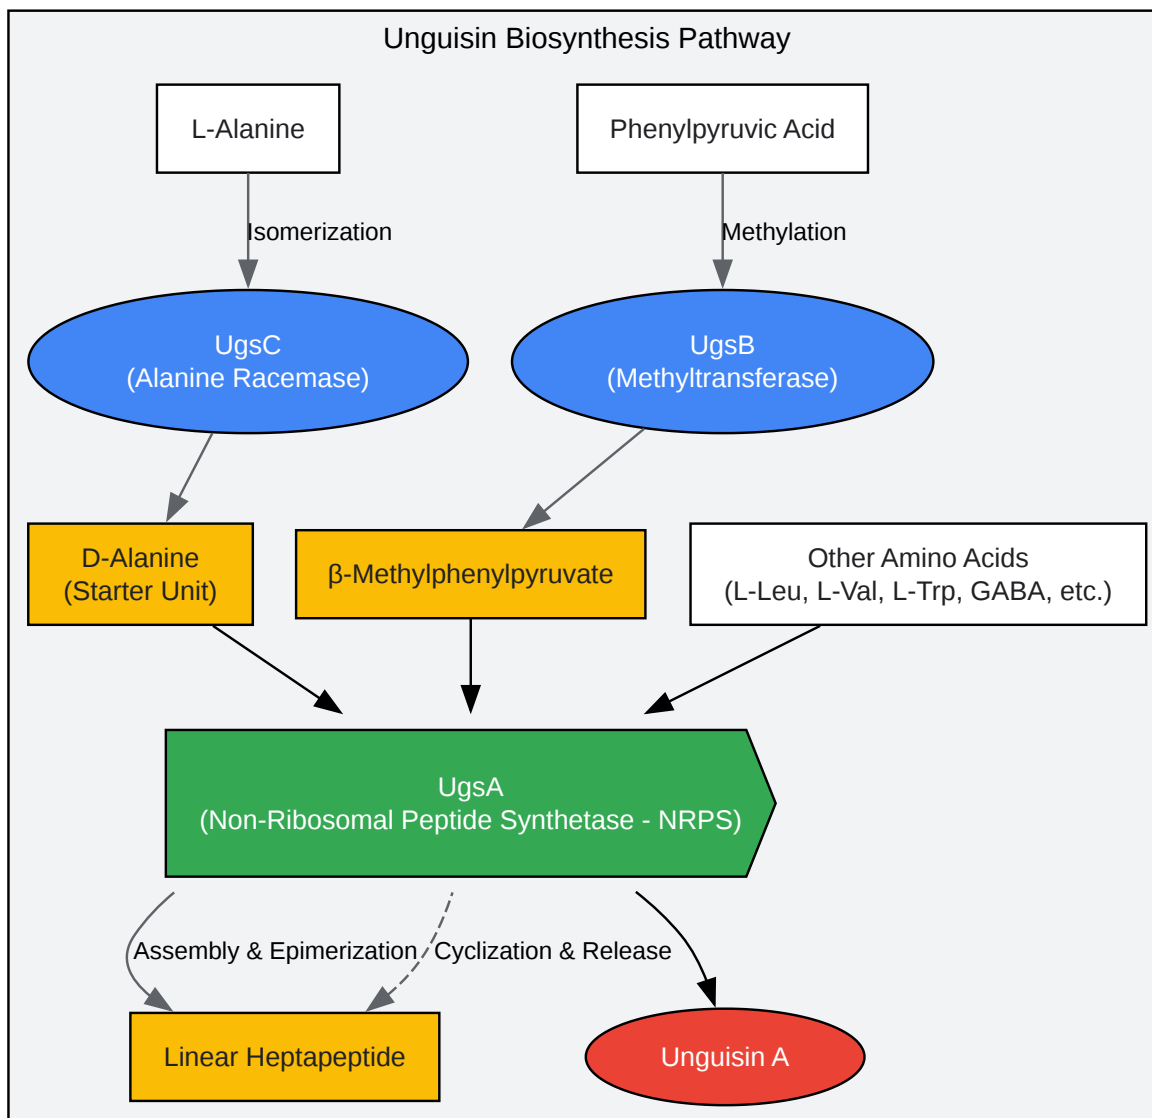 Unguisin Biosynthesis Pathway
L-Alanine
Phenylpyruvic Acid
Isomerization
Methylation
UgsC
(Alanine Racemase)
UgsB
(Methyltransferase)
D-Alanine
(Starter Unit)
β-Methylphenylpyruvate
Other Amino Acids
(L-Leu, L-Val, L-Trp, GABA, etc.)
UgsA
(Non-Ribosomal Peptide Synthetase - NRPS)
Assembly & Epimerization
Cyclization & Release
Linear Heptapeptide
Unguisin A